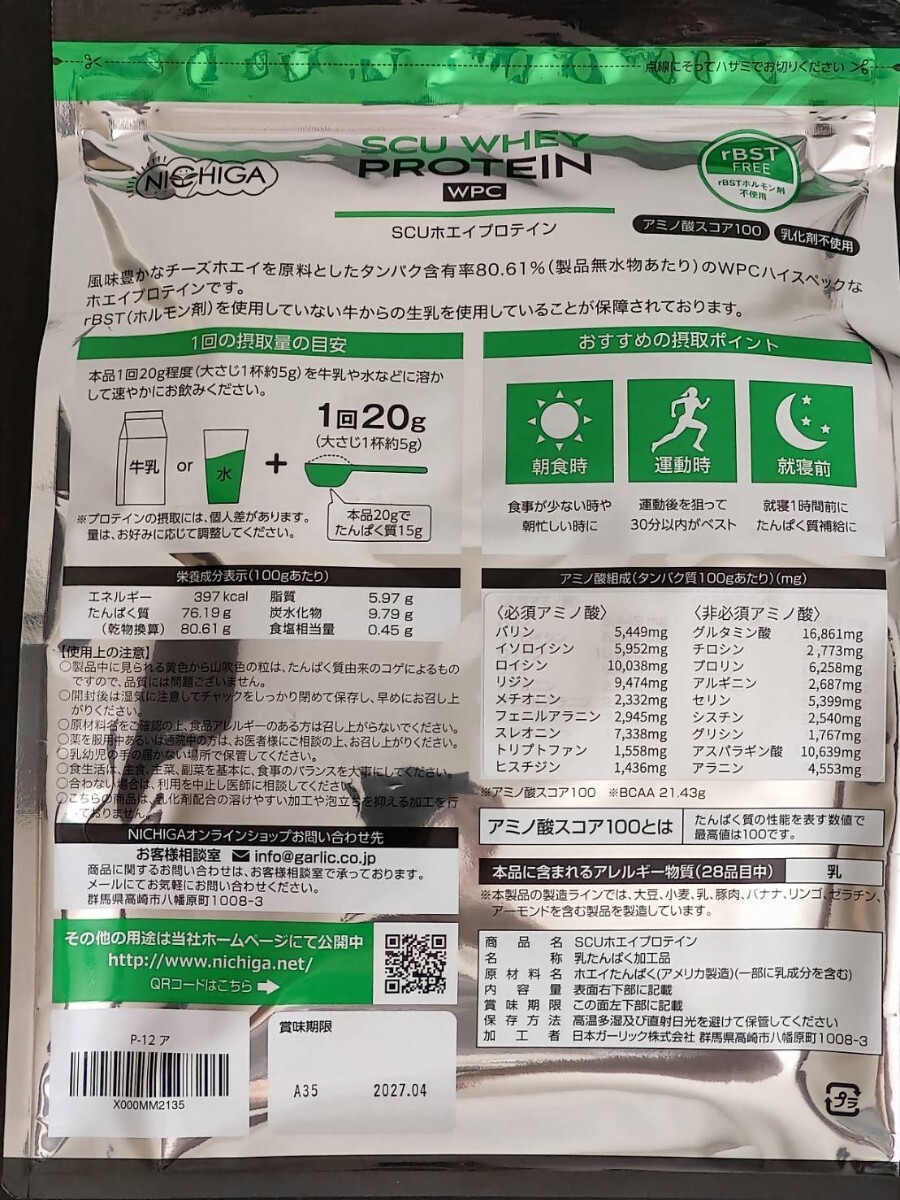 点線にそってハサミでお切りください
NICHIGA
SCU WHEY
PROTEIN
WPC
SCUホエイプロテイン
rBST
FREE
rBSTホルモン剤
不使用
アミノ酸スコア100
乳化剤不使用
風味豊かなチーズホエイを原料としたタンパク含有率80.61%(製品無水物あたり)のWPCハイスペックな
ホエイプロテインです。
rBST(ホルモン剤)を使用していない牛からの生乳を使用していることが保障されております。
1回の摂取量の目安
本品1回20g程度(大さじ1杯約5g)を牛乳や水などに溶か
して速やかにお飲みください。
牛乳 or 水 +
1回20g
(大さじ1杯約5g)
本品20gで
たんぱく質15g
※プロテインの摂取には、個人差があります。
量は、お好みに応じて調整してください。
おすすめの摂取ポイント
朝食時 運動時 就寝前
食事が少ない時や 運動後を狙って 就寝1時間前に
朝忙しい時に 30分以内がベスト たんぱく質補給に
栄養成分表示(100gあたり)
エネルギー 397kcal 脂質 5.97g
たんぱく質 76.19g 炭水化物 9.79g
(乾物換算) 80.61g 食塩相当量 0.45g
【使用上の注意】
○製品中に見られる黄色から山吹色の粒は、たんぱく質由来のコゲによるもの
ですので、品質には問題ございません。
○開封後は湿気に注意してチャックをしっかり閉めて保存し、早めにお召し上
がりください。
○原材料名をご確認の上、食品アレルギーのある方は召し上がらないでください。
○薬を服用中あるいは通院中の方は、お医者様にご相談の上、お召し上がりください。
○乳幼児の手の届かない場所で保管してください。
○食生活は、主食、主菜、副菜を基本に、食事のバランスを大事にしてください。
○合わない場合は、利用を中止し医師に相談してください。
○こちらの商品は、乳化剤配合の溶けやすい加工や泡立ちを抑える加工を行
っておりません。
NICHIGAオンラインショップお問い合わせ先
お客様相談室 info@garlic.co.jp
商品に関するお問い合わせは、お客様相談室で承っております。
メールにてお気軽にお問い合わせください。
群馬県高崎市八幡原町1008-3
その他の用途は当社ホームページにて公開中
http://www.nichiga.net/
QRコードはこちら
P-12 ア
X000MM2135
賞味期限
A35 2027.04
アミノ酸組成(タンパク質100gあたり)(mg)
〈必須アミノ酸〉 〈非必須アミノ酸〉
バリン 5,449mg グルタミン酸 16,861mg
イソロイシン 5,952mg チロシン 2,773mg
ロイシン 10,038mg プロリン 6,258mg
リジン 9,474mg アルギニン 2,687mg
メチオニン 2,332mg セリン 5,399mg
フェニルアラニン 2,945mg シスチン 2,540mg
スレオニン 7,338mg グリシン 1,767mg
トリプトファン 1,558mg アスパラギン酸 10,639mg
ヒスチジン 1,436mg アラニン 4,553mg
※アミノ酸スコア100 ※BCAA 21.43g
アミノ酸スコア100とは
たんぱく質の性能を表す数値で
最高値は100です。
本品に含まれるアレルギー物質(28品目中) 乳
※本製品の製造ラインでは、大豆、小麦、乳、豚肉、バナナ、リンゴ、ゼラチン、
アーモンドを含む製品を製造しています。
商品名 SCUホエイプロテイン
名称 乳たんぱく加工品
原材料名 ホエイたんぱく(アメリカ製造)(一部に乳成分を含む)
内容量 表面右下部に記載
賞味期限 この面左下部に記載
保存方法 高温多湿及び直射日光を避けて保管してください
加工者 日本ガーリック株式会社 群馬県高崎市八幡原町1008-3
プラ